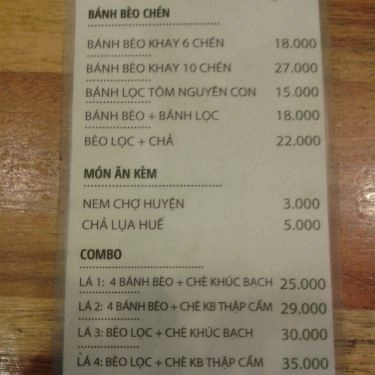 BÁNH BÈO CHÉN
BÁNH BÈO KHAY 6 CHÉN 18.000
BÁNH BÈO KHAY 10 CHÉN 27.000
BÁNH LỌC TÔM NGUYÊN CON 15.000
BÁNH BÈO + BÁNH LỌC 18.000
BÈO LỌC + CHẢ 22.000
MÓN ĂN KÈM
NEM CHỢ HUYỆN 3.000
CHẢ LỤA HUẾ 5.000
COMBO
LÁ 1: 4 BÁNH BÈO + CHÈ KHÚC BẠCH 25.000
LÁ 2: 4 BÁNH BÈO + CHÈ KB THẬP CẨM 29.000
LÁ 3: BÈO LỌC + CHÈ KHÚC BẠCH 30.000
LÁ 4: BÈO LỌC + CHÈ KB THẬP CẨM 35.000